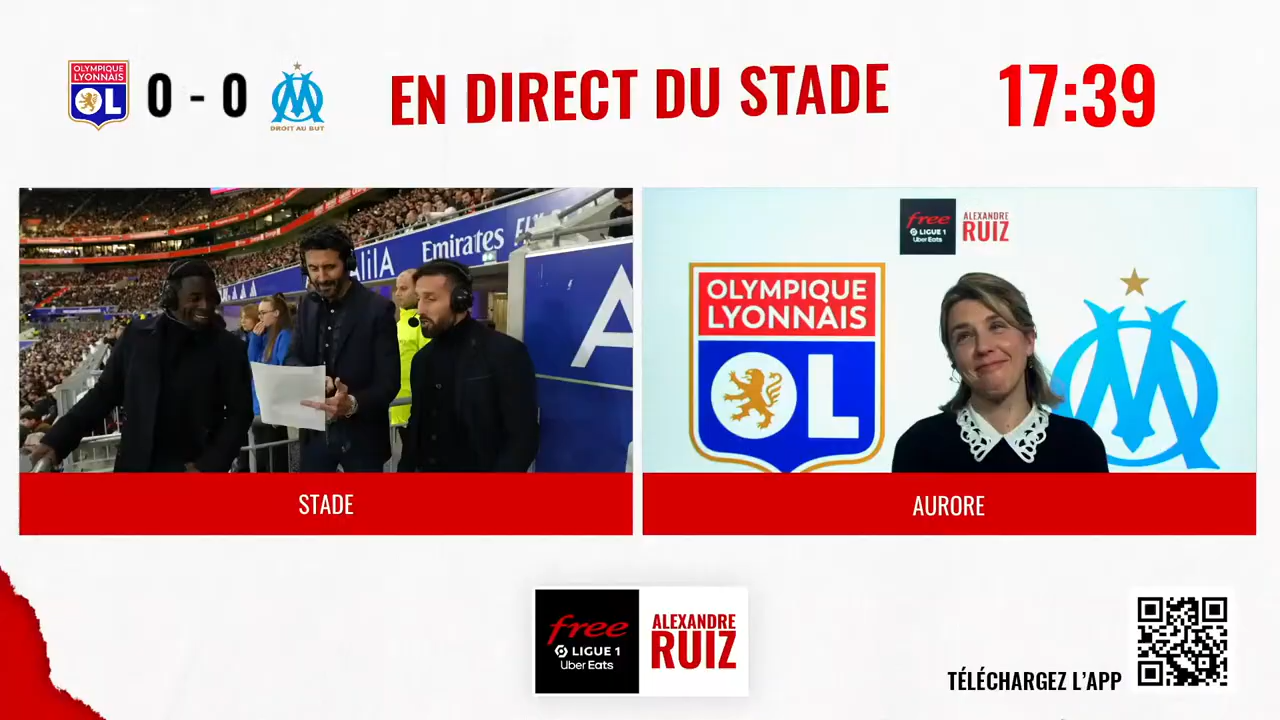 OLYMPIQUE
LYONNAIS
OL
0 - 0
DROIT AU BUT
EN DIRECT DU STADE
17:39
Emirates
A
free
LIGUE 1
Uber Eats
ALEXANDRE
RUIZ
OLYMPIQUE
LYONNAIS
OL
STADE
AURORE
free
LIGUE 1
Uber Eats
ALEXANDRE
RUIZ
TÉLÉCHARGEZ L'APP